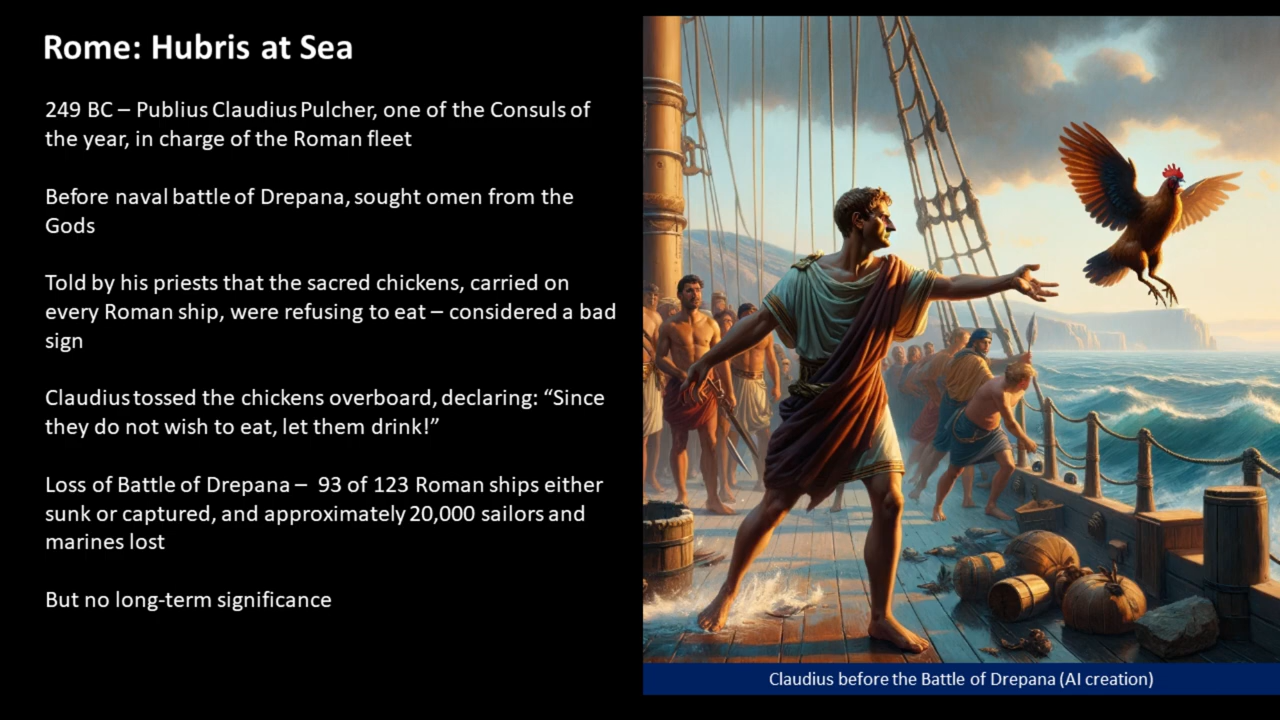 Rome: Hubris at Sea
249 BC – Publius Claudius Pulcher, one of the Consuls of
the year, in charge of the Roman fleet
Before naval battle of Drepana, sought omen from the
Gods
Told by his priests that the sacred chickens, carried on
every Roman ship, were refusing to eat – considered a bad
sign
Claudius tossed the chickens overboard, declaring: “Since
they do not wish to eat, let them drink!”
Loss of Battle of Drepana – 93 of 123 Roman ships either
sunk or captured, and approximately 20,000 sailors and
marines lost
But no long-term significance
Claudius before the Battle of Drepana (AI creation)